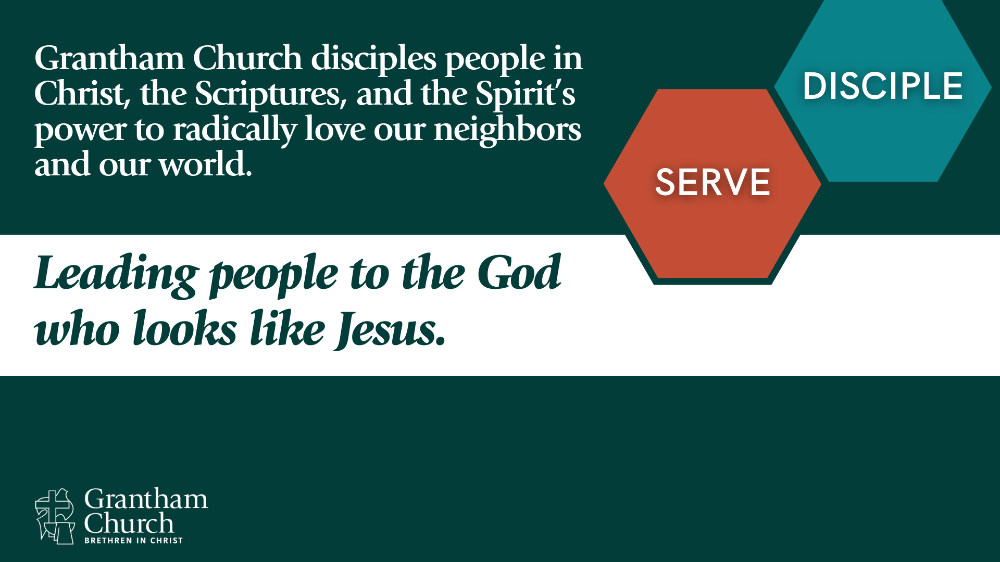 Grantham Church disciples people in
Christ, the Scriptures, and the Spirit’s
power to radically love our neighbors
and our world.
DISCIPLE
SERVE
Leading people to the God
who looks like Jesus.
Grantham
Church
BRETHREN IN CHRIST